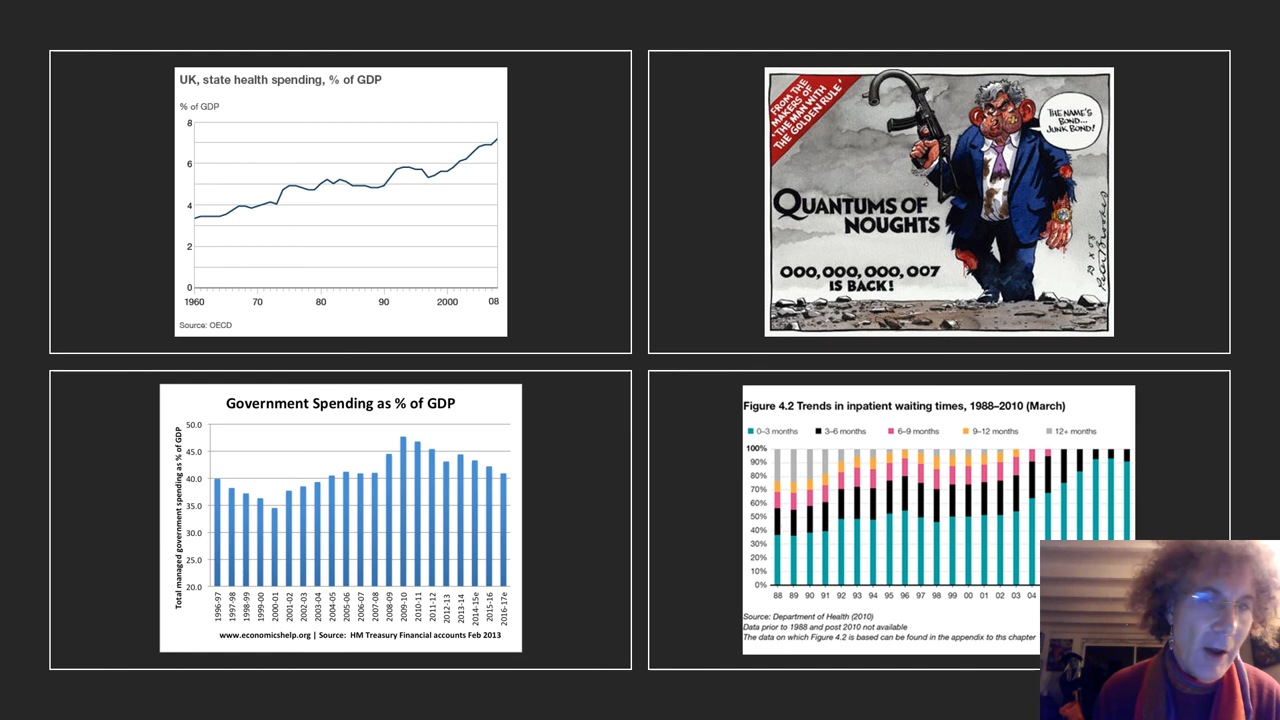 UK, state health spending, % of GDP
% of GDP
8
6
4
2
0
1960 70 80 90 2000 08
Source: OECD
FROM THE
MAKERS OF
'THE MAN WITH
THE GOLDEN RULE'
THE NAME'S
BOND...
JUNK BOND!
QUANTUMS OF
NOUGHTS
000,000,000,007
IS BACK!
29 X 08
Peter Brookes
Government Spending as % of GDP
Total managed government spending as % of GDP
50.0
45.0
40.0
35.0
30.0
25.0
20.0
1996-97 1997-98 1998-99 1999-00 2000-01 2001-02 2002-03 2003-04 2004-05 2005-06 2006-07 2007-08 2008-09 2009-10 2010-11 2011-12 2012-13 2013-14 2014-15e 2015-16 2016-17e
www.economicshelp.org | Source: HM Treasury Financial accounts Feb 2013
Figure 4.2 Trends in inpatient waiting times, 1988–2010 (March)
0–3 months 3–6 months 6–9 months 9–12 months 12+ months
100%
90%
80%
70%
60%
50%
40%
30%
20%
10%
0%
88 89 90 91 92 93 94 95 96 97 98 99 00 01 02 03 04
Source: Department of Health (2010)
Data prior to 1988 and post 2010 not available
The data on which Figure 4.2 is based can be found in the appendix to ths chapter